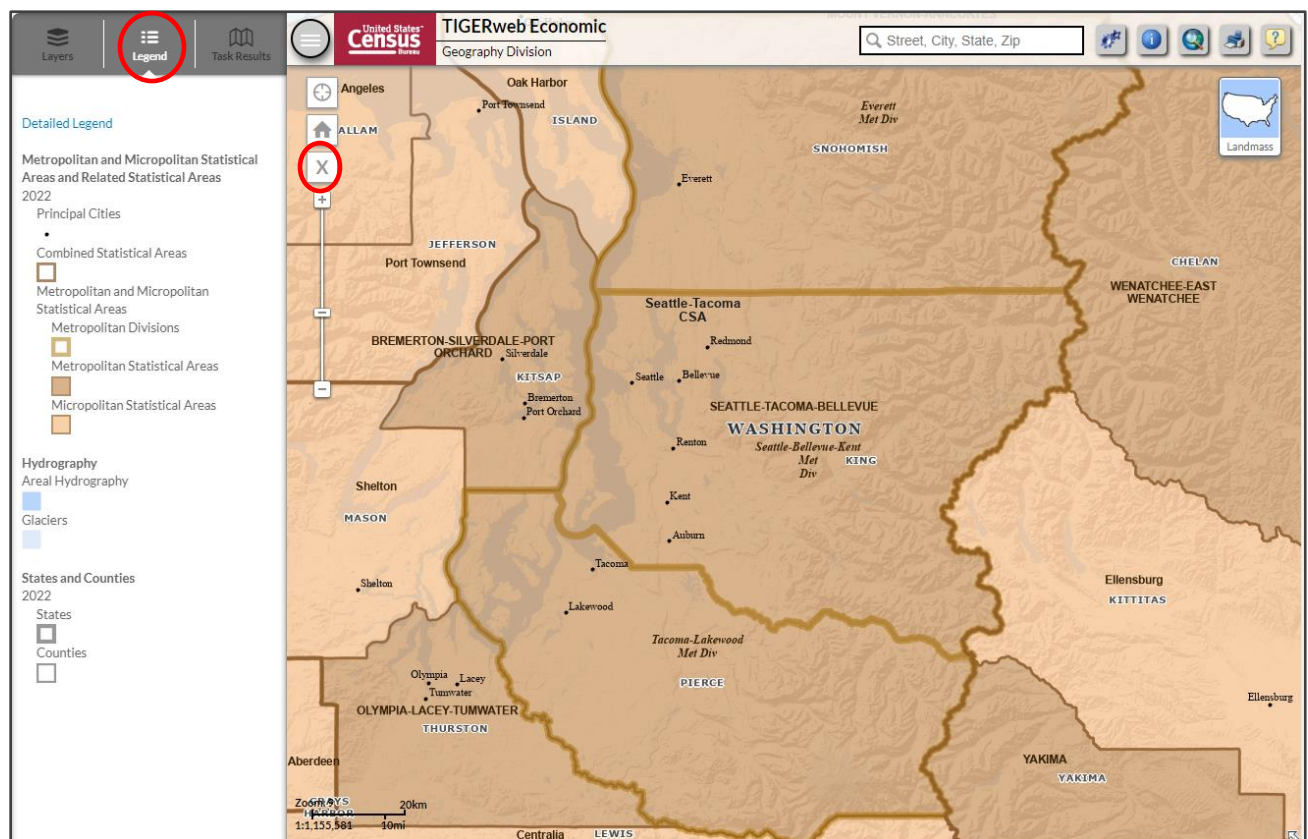 Layers
Legend
Task Results
United States®
Census
Bureau
TIGERweb Economic
Geography Division
Street, City, State, Zip
Detailed Legend
Metropolitan and Micropolitan Statistical
Areas and Related Statistical Areas
2022
Principal Cities
Combined Statistical Areas
Metropolitan and Micropolitan
Statistical Areas
Metropolitan Divisions
Metropolitan Statistical Areas
Micropolitan Statistical Areas
Hydrography
Areal Hydrography
Glaciers
States and Counties
2022
States
Counties
MOUNT VERNON-ANACORTES
Landmass
X
+
−
−
Angeles
ALLAM
Oak Harbor
Port Townsend
ISLAND
Everett
Met Div
SNOHOMISH
Everett
JEFFERSON
Port Townsend
CHELAN
WENATCHEE-EAST
WENATCHEE
Seattle-Tacoma
CSA
Redmond
BREMERTON-SILVERDALE-PORT
ORCHARD
Silverdale
KITSAP
Seattle
Bellevue
Bremerton
Port Orchard
SEATTLE-TACOMA-BELLEVUE
WASHINGTON
Seattle-Bellevue-Kent
Met
Div
KING
Renton
Shelton
MASON
Kent
Auburn
Tacoma
Shelton
Lakewood
Ellensburg
KITTITAS
Tacoma-Lakewood
Met Div
PIERCE
Olympia
Lacey
Tumwater
OLYMPIA-LACEY-TUMWATER
THURSTON
Ellensburg
Aberdeen
YAKIMA
YAKIMA
GRAYS
HARBOR
Zoom: 9
20km
1:1,155,581
10mi
Centralia
LEWIS